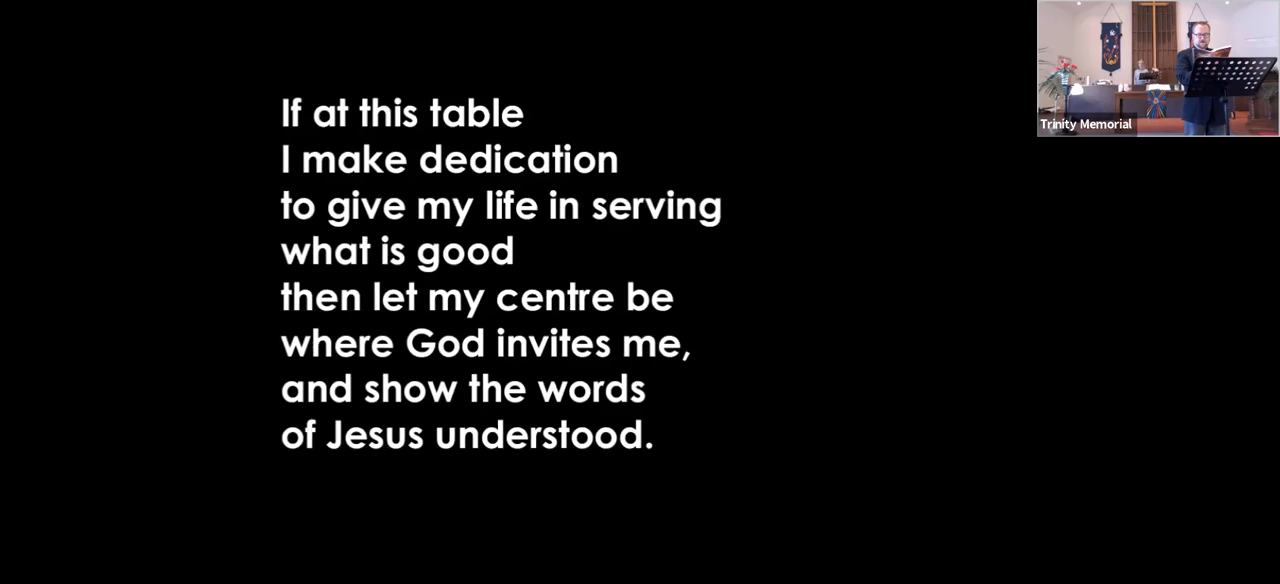 If at this table
I make dedication
to give my life in serving
what is good
then let my centre be
where God invites me,
and show the words
of Jesus understood.
Trinity Memorial